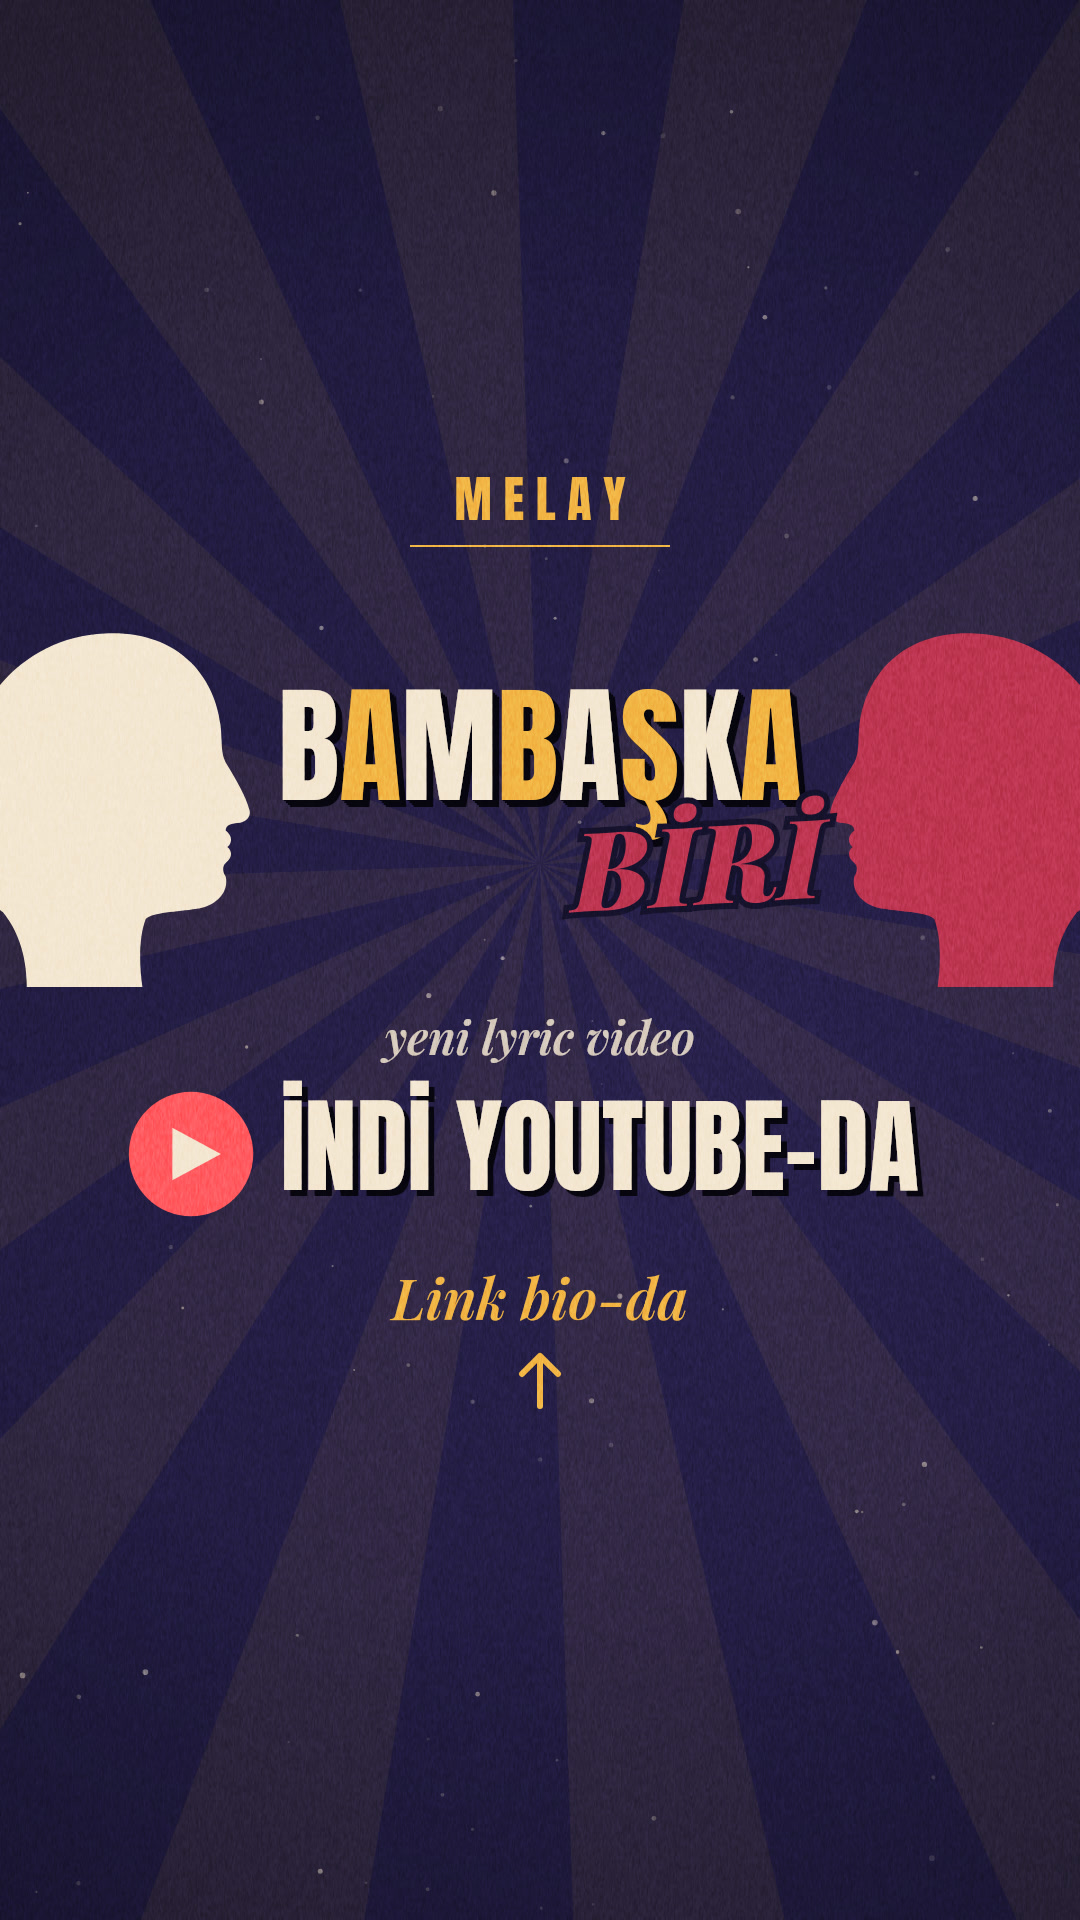 MELAY
BAMBAŞKA
BİRİ
yeni lyric video
İNDİ YOUTUBE-DA
Link bio-da